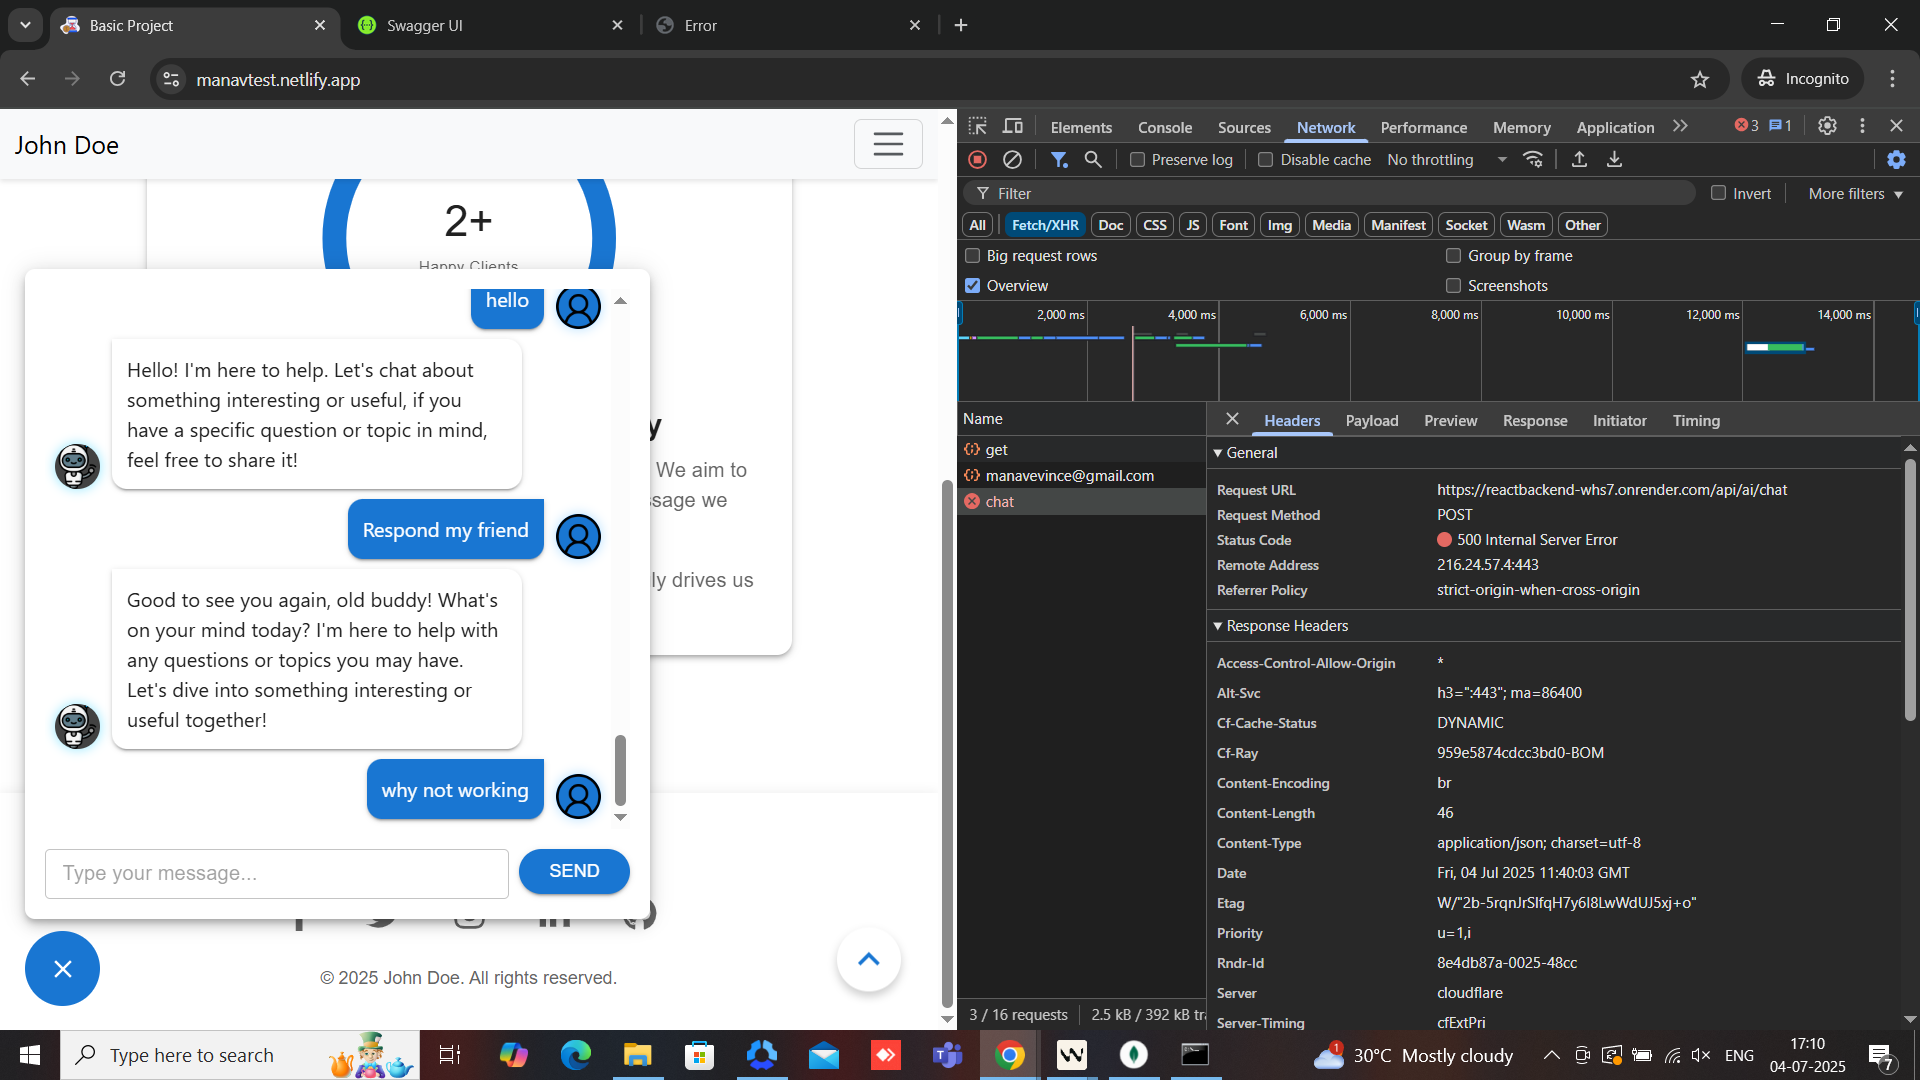 Basic Project
Swagger UI
Error
manavtest.netlify.app
Incognito
John Doe
2+
Happy Clients
y
We aim to
sage we
ly drives us
hello
Hello! I'm here to help. Let's chat about
something interesting or useful, if you
have a specific question or topic in mind,
feel free to share it!
Respond my friend
Good to see you again, old buddy! What's
on your mind today? I'm here to help with
any questions or topics you may have.
Let's dive into something interesting or
useful together!
why not working
Type your message...
SEND
© 2025 John Doe. All rights reserved.
Elements Console Sources Network Performance Memory Application 3 1
Preserve log Disable cache No throttling
Filter Invert More filters
All Fetch/XHR Doc CSS JS Font Img Media Manifest Socket Wasm Other
Big request rows Group by frame
Overview Screenshots
2,000 ms 4,000 ms 6,000 ms 8,000 ms 10,000 ms 12,000 ms 14,000 ms
Name
get
manavevince@gmail.com
chat
3 / 16 requests 2.5 kB / 392 kB tra
Headers Payload Preview Response Initiator Timing
General
Request URL https://reactbackend-whs7.onrender.com/api/ai/chat
Request Method POST
Status Code 500 Internal Server Error
Remote Address 216.24.57.4:443
Referrer Policy strict-origin-when-cross-origin
Response Headers
Access-Control-Allow-Origin *
Alt-Svc h3=":443"; ma=86400
Cf-Cache-Status DYNAMIC
Cf-Ray 959e5874cdcc3bd0-BOM
Content-Encoding br
Content-Length 46
Content-Type application/json; charset=utf-8
Date Fri, 04 Jul 2025 11:40:03 GMT
Etag W/"2b-5rqnJrSIfqH7y6I8LwWdUJ5xj+o"
Priority u=1,i
Rndr-Id 8e4db87a-0025-48cc
Server cloudflare
Server-Timing cfExtPri
Type here to search
1
30°C Mostly cloudy
ENG
17:10
04-07-2025
7